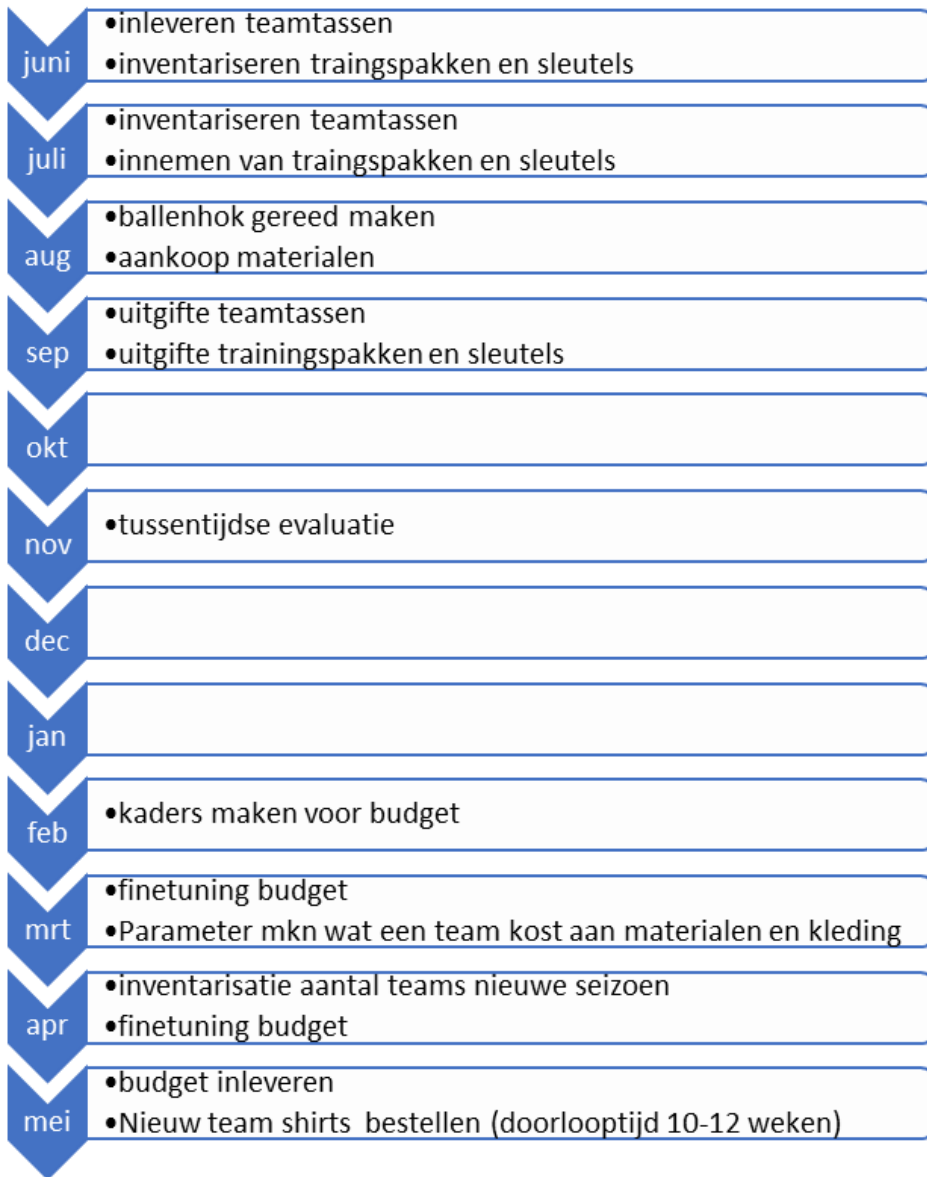 juni
•inleveren teamtassen
•inventariseren traingspakken en sleutels
juli
•inventariseren teamtassen
•innemen van traingspakken en sleutels
aug
•ballenhok gereed maken
•aankoop materialen
sep
•uitgifte teamtassen
•uitgifte trainingspakken en sleutels
okt
nov
•tussentijdse evaluatie
dec
jan
feb
•kaders maken voor budget
mrt
•finetuning budget
•Parameter mkn wat een team kost aan materialen en kleding
apr
•inventarisatie aantal teams nieuwe seizoen
•finetuning budget
mei
•budget inleveren
•Nieuw team shirts  bestellen (doorlooptijd 10-12 weken)